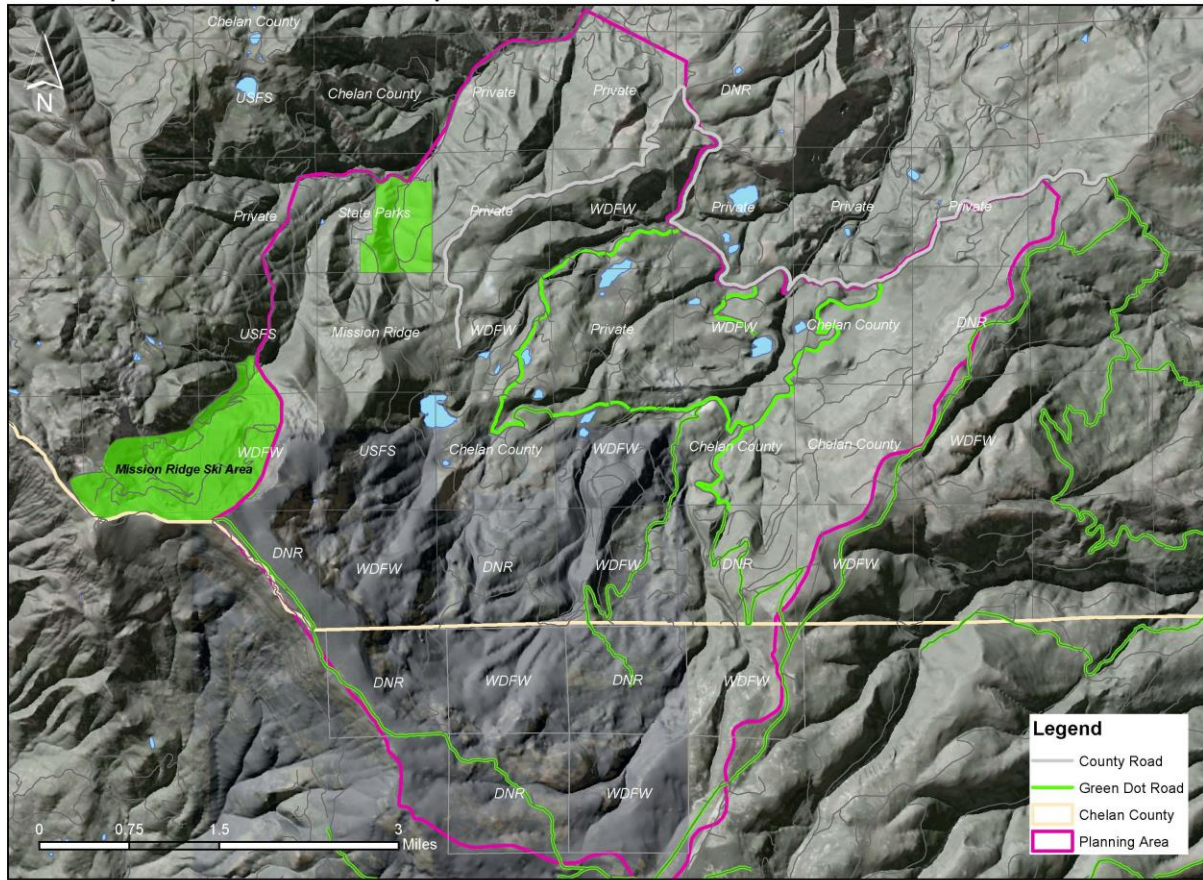 Chelan County
USFS
Chelan County
Private
Private
DNR
N
Private
State Parks
Private
WDFW
Private
Private
Private
USFS
Mission Ridge
WDFW
Private
WDFW
Chelan County
DNR
WDFW
Mission Ridge Ski Area
USFS
Chelan County
WDFW
Chelan County
Chelan County
WDFW
DNR
WDFW
DNR
WDFW
DNR
WDFW
DNR
WDFW
DNR
WDFW
DNR
WDFW
Legend
County Road
Green Dot Road
Chelan County
Planning Area
0 0.75 1.5 3
Miles